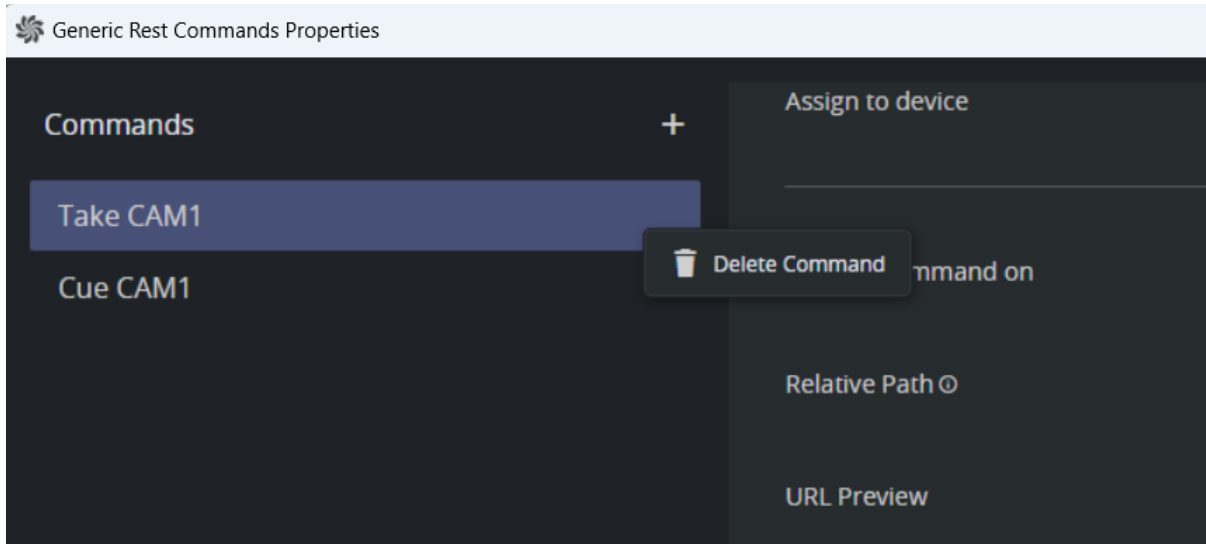 Generic Rest Commands Properties
Commands
+
Take CAM1
Cue CAM1
Delete Command
Assign to device
mmand on
Relative Path
URL Preview